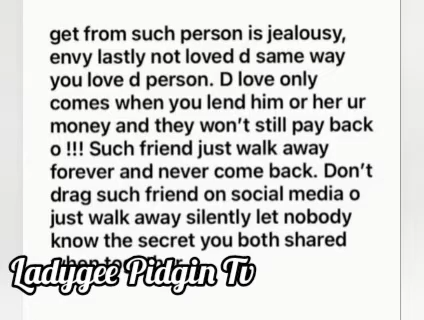 get from such person is jealousy,
envy lastly not loved d same way
you love d person. D love only
comes when you lend him or her ur
money and they won't still pay back
o !!! Such friend just walk away
forever and never come back. Don't
drag such friend on social media o
just walk away silently let nobody
know the secret you both shared
Ladygee Pidgin Tv